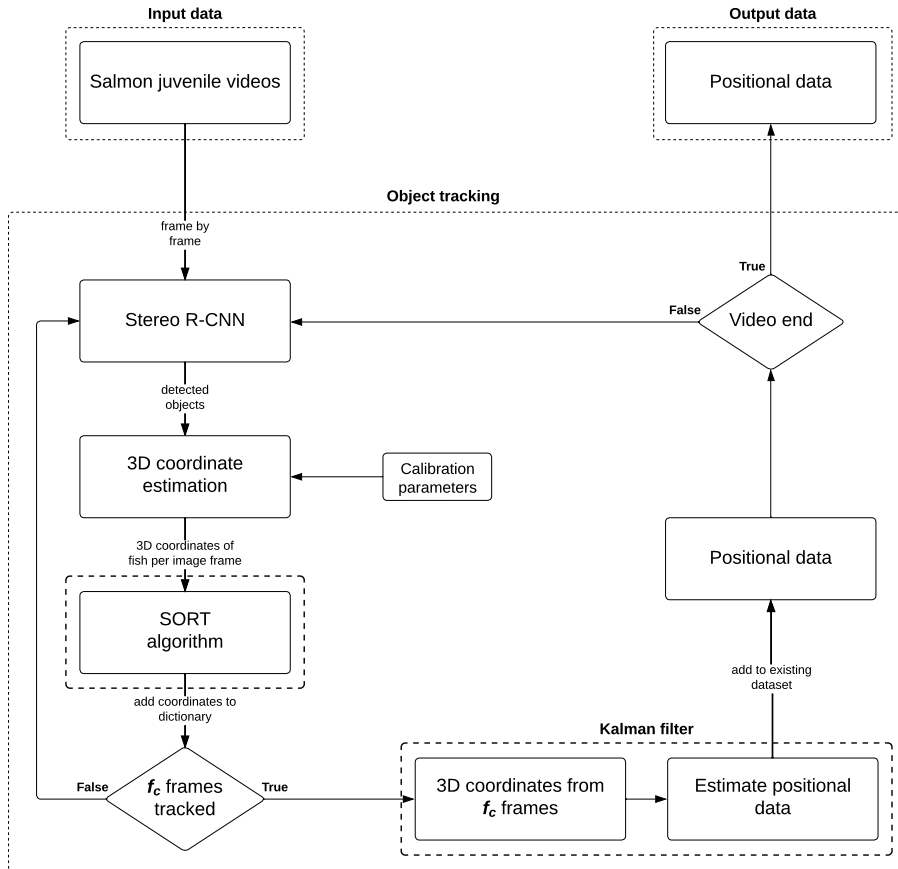 Input data
Output data
Salmon juvenile videos
Positional data
Object tracking
frame by
frame
True
False
Video end
Stereo R-CNN
detected
objects
3D coordinate
estimation
Calibration
parameters
3D coordinates of
fish per image frame
Positional data
SORT
algorithm
add to existing
dataset
add coordinates to
dictionary
Kalman filter
False
fc frames
tracked
True
3D coordinates from
fc frames
Estimate positional
data